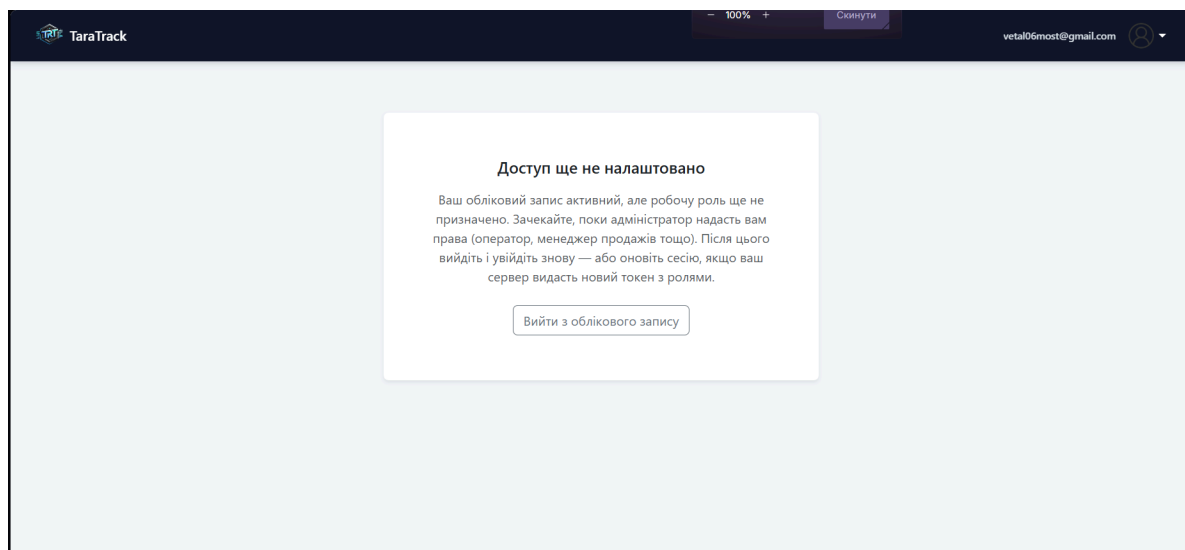 − 100% + Скинути
TRTE TaraTrack
vetal06most@gmail.com
Доступ ще не налаштовано
Ваш обліковий запис активний, але робочу роль ще не
призначено. Зачекайте, поки адміністратор надасть вам
права (оператор, менеджер продажів тощо). Після цього
вийдіть і увійдіть знову — або оновіть сесію, якщо ваш
сервер видасть новий токен з ролями.
Вийти з облікового запису